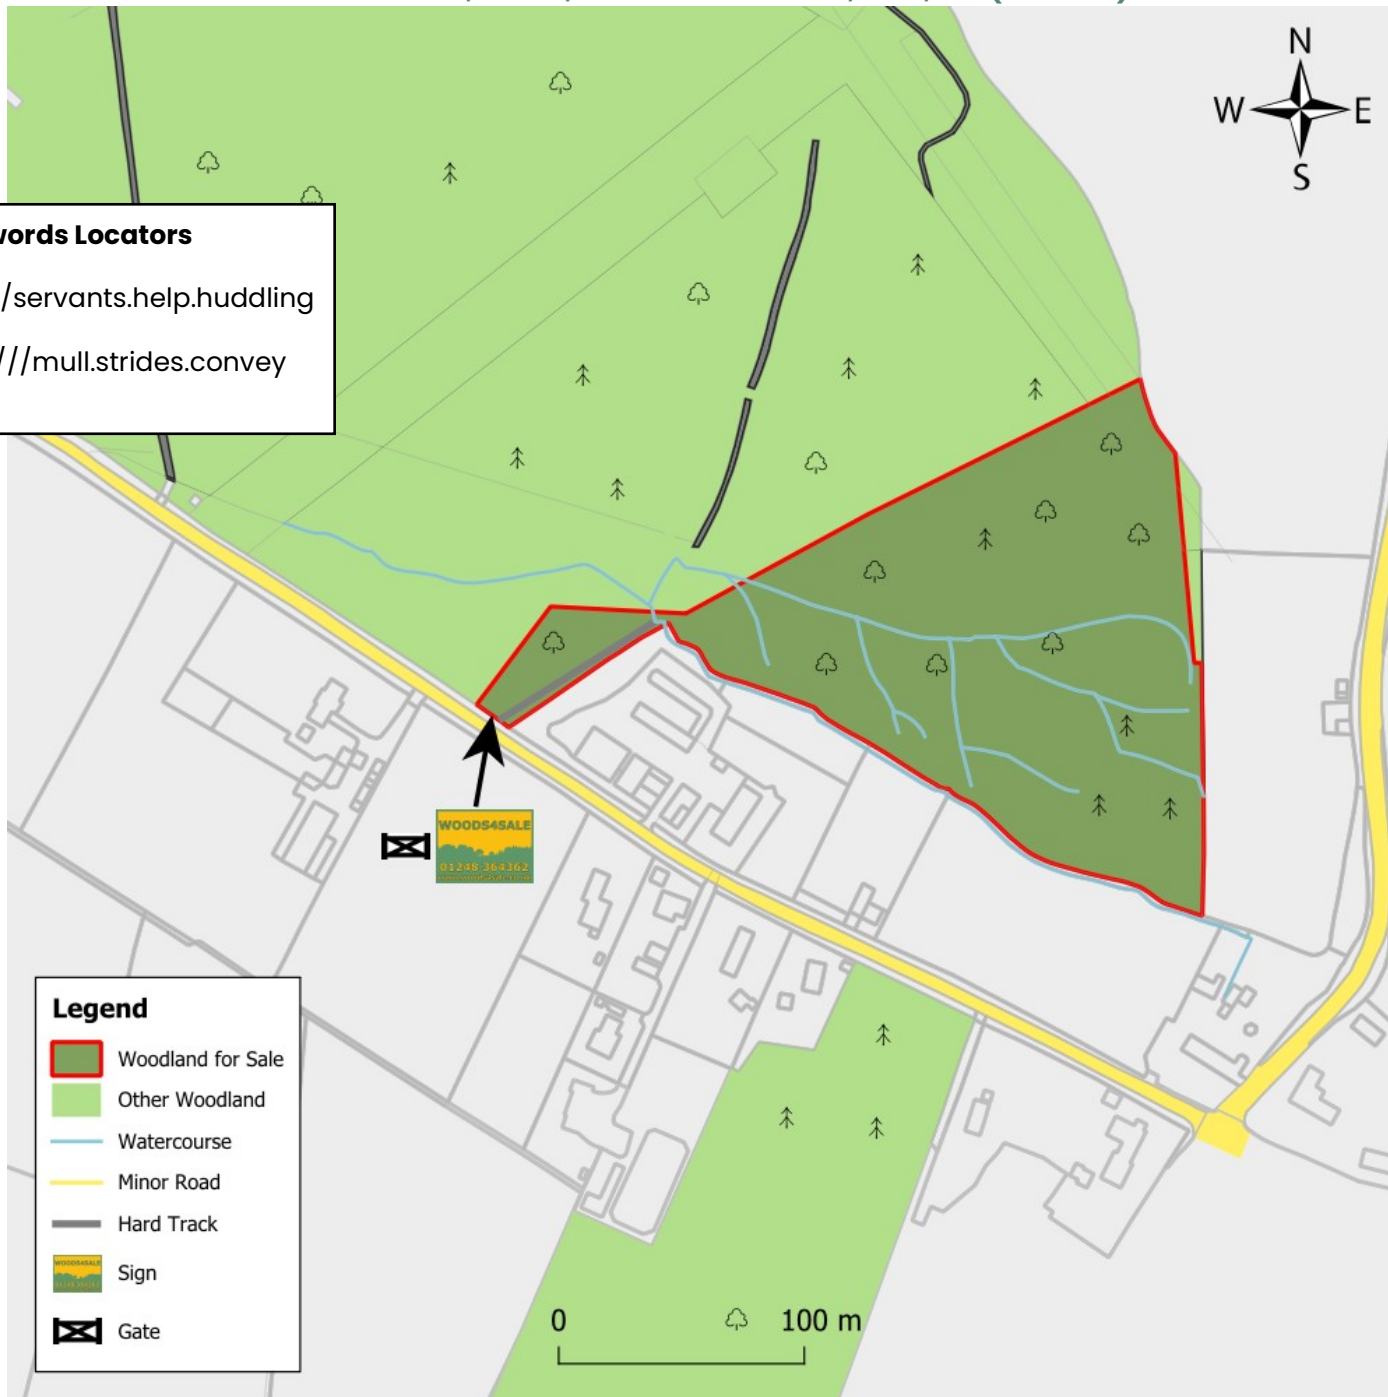 N
W E
S
words Locators
/servants.help.huddling
///mull.strides.convey
WOODS4SALE
01248 364362
Legend
Woodland for Sale
Other Woodland
Watercourse
Minor Road
Hard Track
WOODS4SALE
Sign
Gate
0 100 m